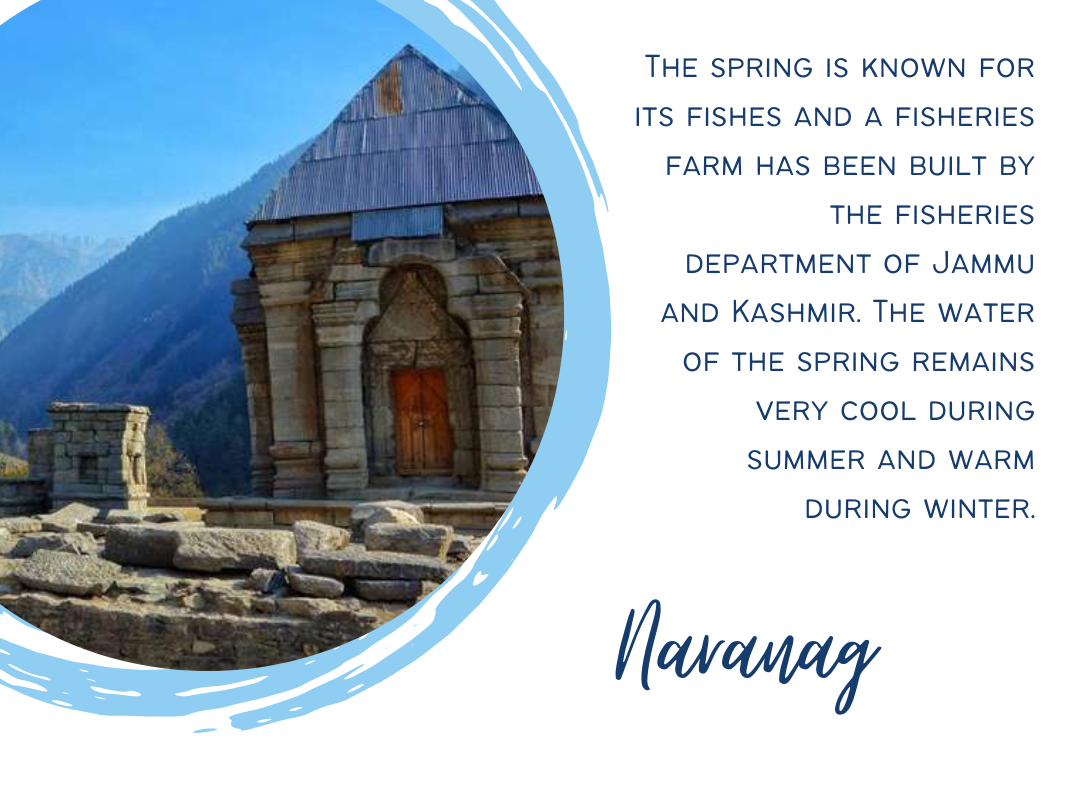 The spring is known for
its fishes and a fisheries
farm has been built by
the fisheries
department of Jammu
and Kashmir. The water
of the spring remains
very cool during
summer and warm
during winter.
Naranag